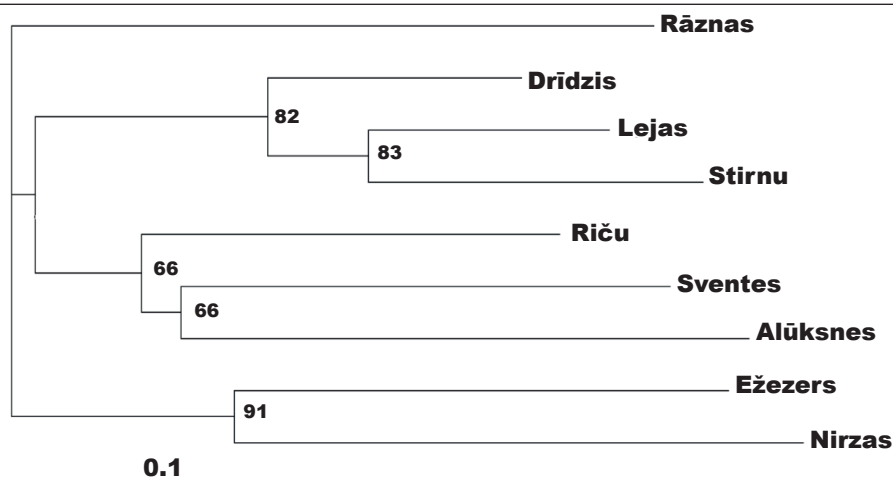 Rāznas
Drīdzis
82
Lejas
83
Stirnu
Riču
66
Sventes
66
Alūksnes
Ežezers
91
Nirzas
0.1